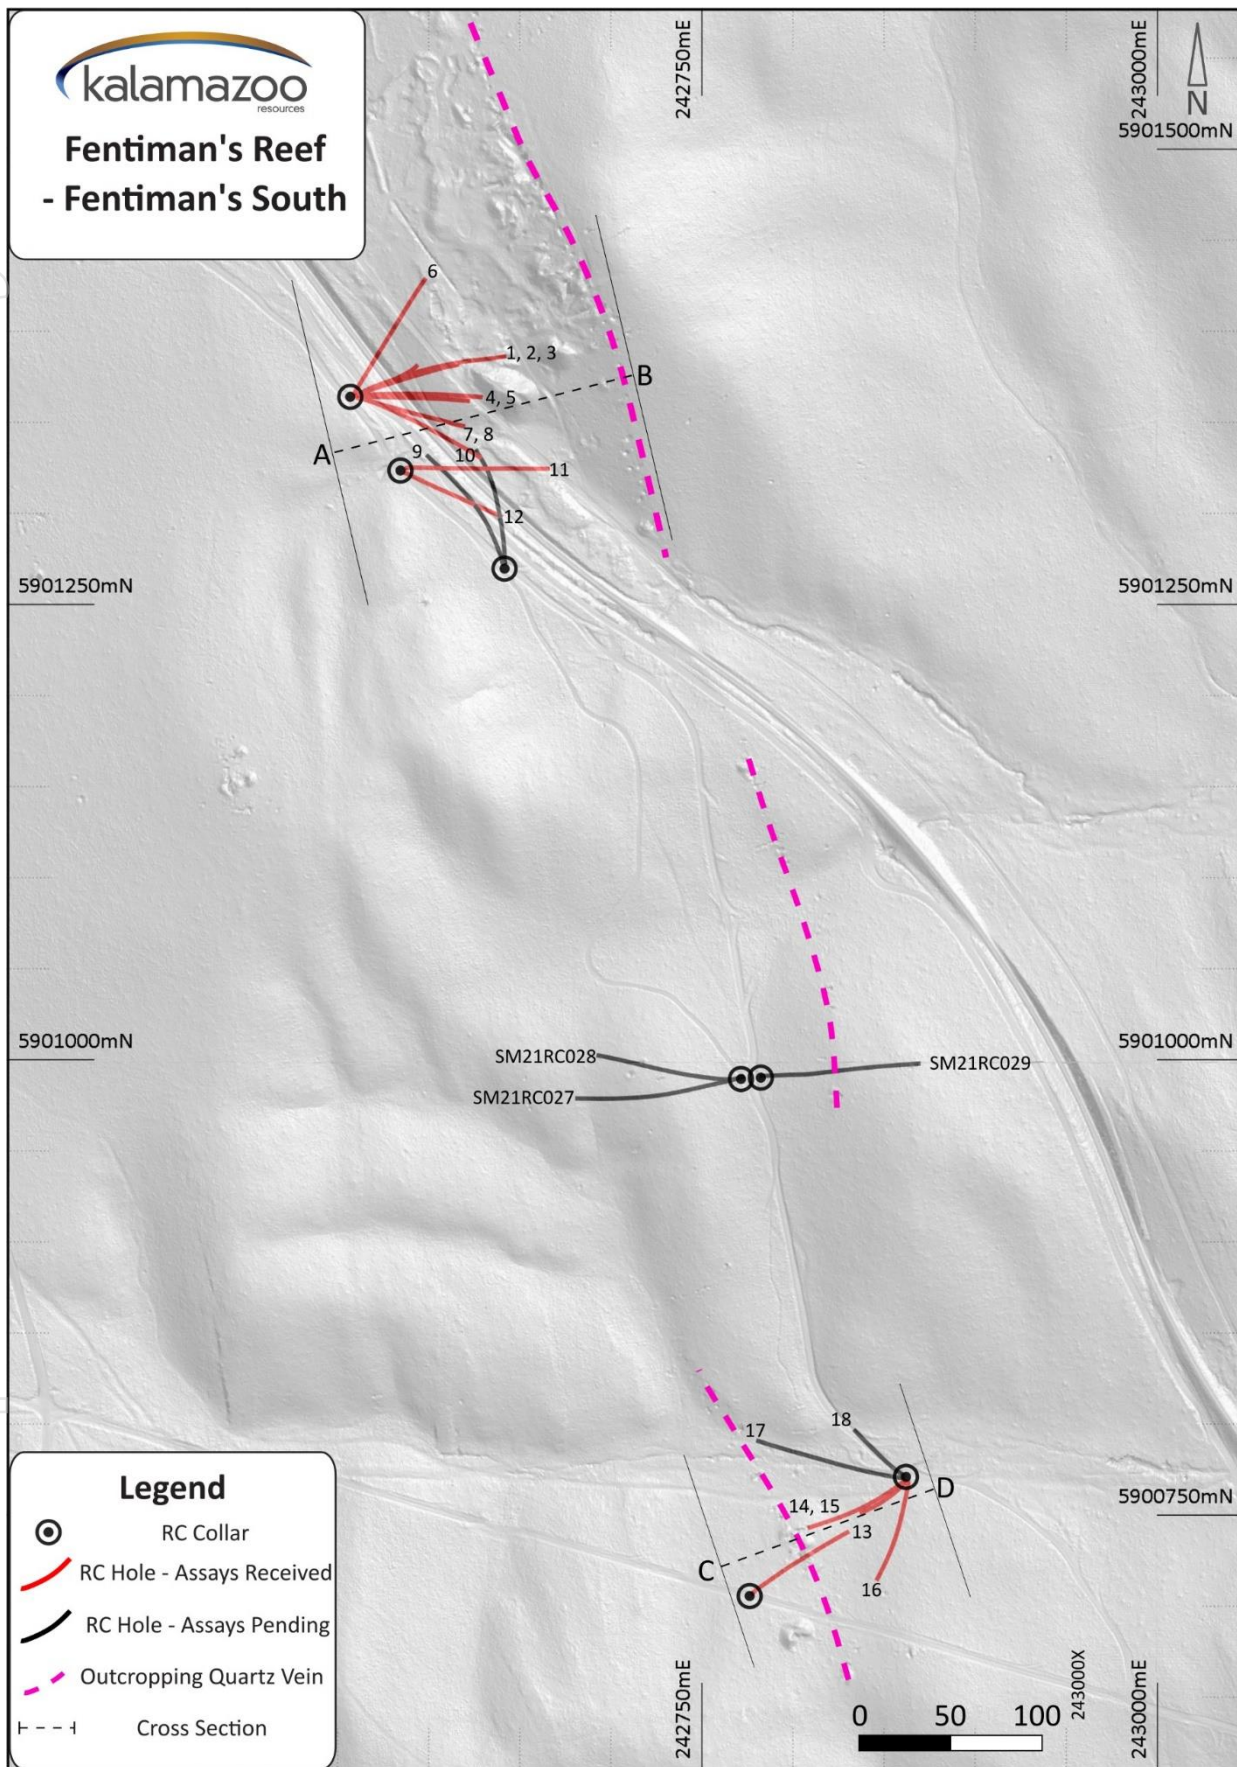 kalamazoo
resources
Fentiman's Reef
- Fentiman's South
242750mE
243000mE
N
5901500mN
6
1, 2, 3
B
4, 5
7, 8
A
9
10
11
12
5901250mN
5901250mN
5901000mN
5901000mN
SM21RC028
SM21RC029
SM21RC027
17
18
D
5900750mN
14, 15
13
C
16
Legend
RC Collar
RC Hole - Assays Received
RC Hole - Assays Pending
Outcropping Quartz Vein
Cross Section
242750mE
243000X
243000mE
0 50 100